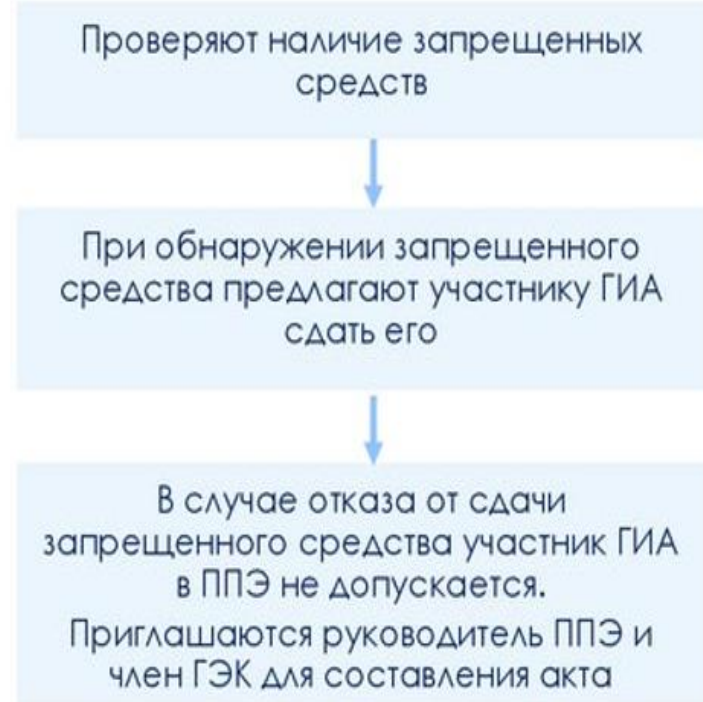 Проверяют наличие запрещенных
средств
При обнаружении запрещенного
средства предлагают участнику ГИА
сдать его
В случае отказа от сдачи
запрещенного средства участник ГИА
в ППЭ не допускается.
Приглашаются руководитель ППЭ и
член ГЭК для составления акта